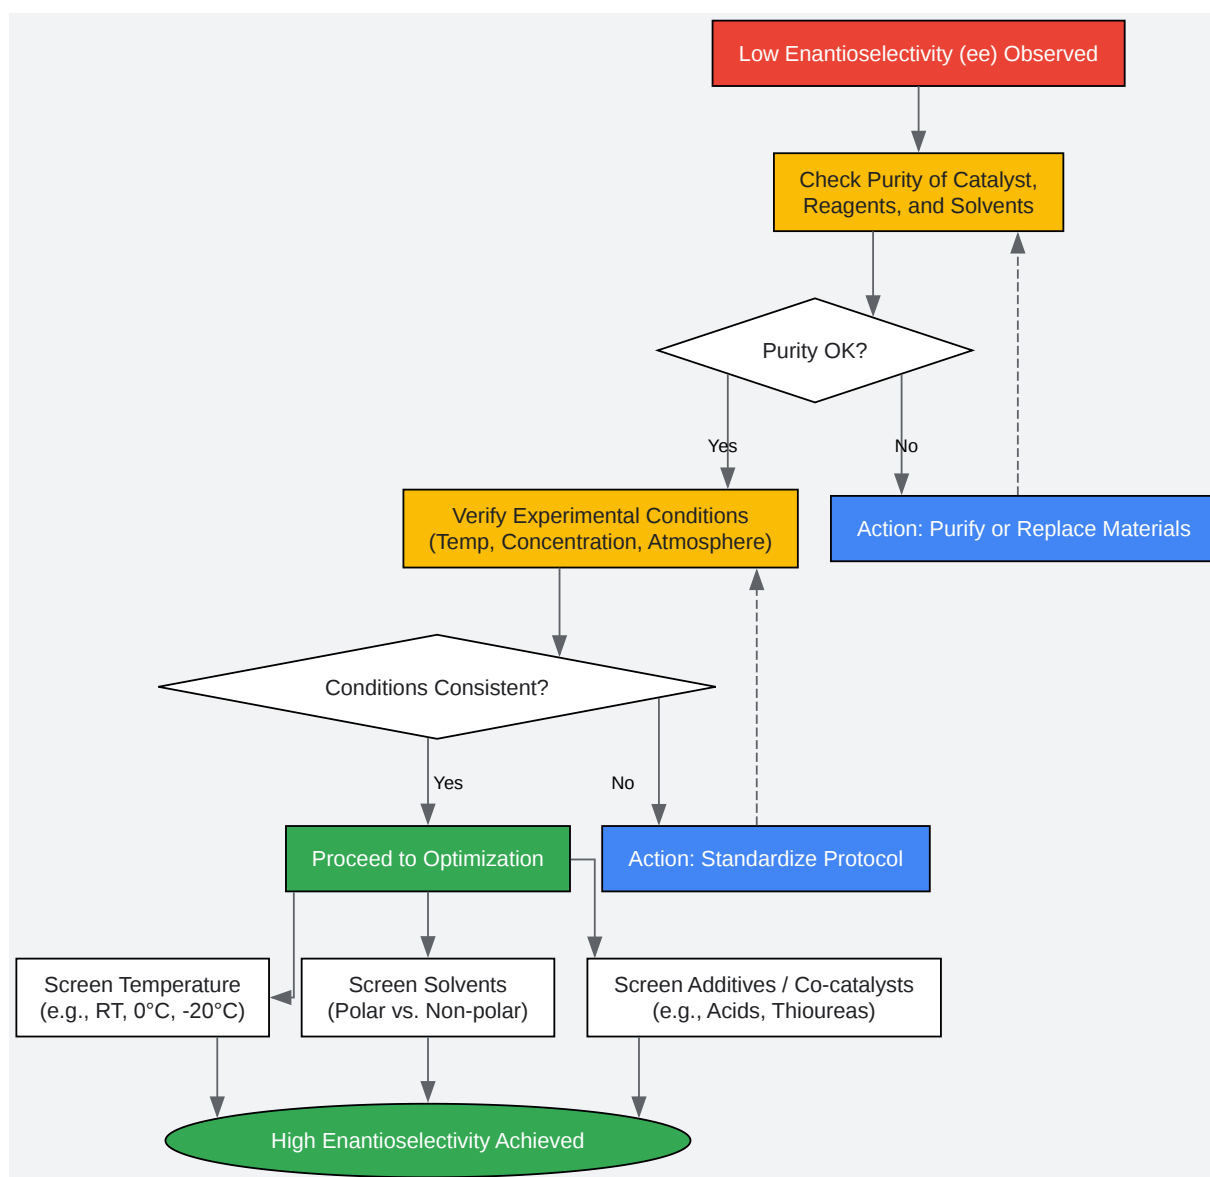 Low Enantioselectivity (ee) Observed
Check Purity of Catalyst,
Reagents, and Solvents
Purity OK?
Yes
No
Verify Experimental Conditions
(Temp, Concentration, Atmosphere)
Action: Purify or Replace Materials
Conditions Consistent?
Yes
No
Proceed to Optimization
Action: Standardize Protocol
Screen Temperature
(e.g., RT, 0°C, -20°C)
Screen Solvents
(Polar vs. Non-polar)
Screen Additives / Co-catalysts
(e.g., Acids, Thioureas)
High Enantioselectivity Achieved